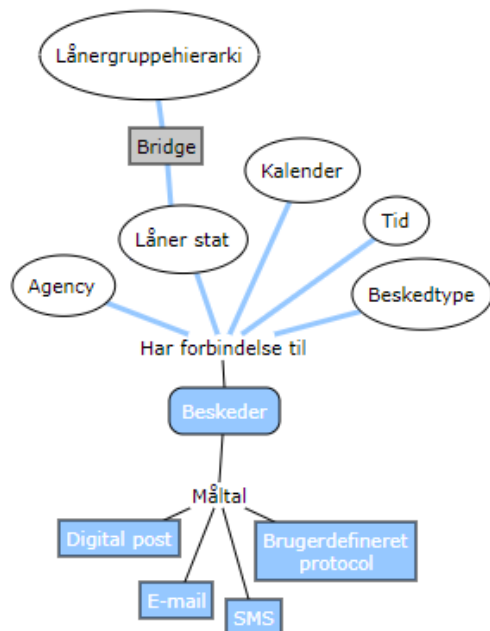 Lånergruppehierarki
Bridge
Kalender
Låner stat
Tid
Agency
Beskedtype
Har forbindelse til
Beskeder
Måltal
Digital post
Brugerdefineret
protocol
E-mail
SMS